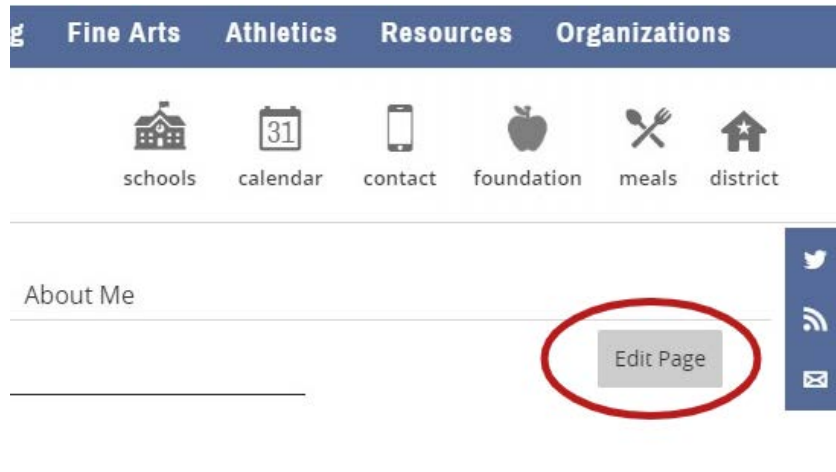 g Fine Arts Athletics Resources Organizations
31
schools calendar contact foundation meals district
About Me
Edit Page